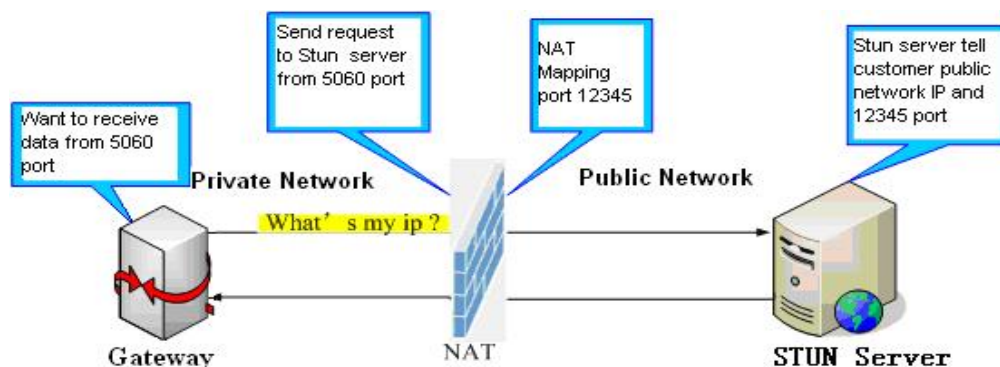 Send request
to Stun server
from 5060 port
NAT
Mapping
port 12345
Stun server tell
customer public
network IP and
12345 port
Want to receive
data from 5060
port
Private Network
Public Network
What’s my ip ?
Gateway
NAT
STUN Server